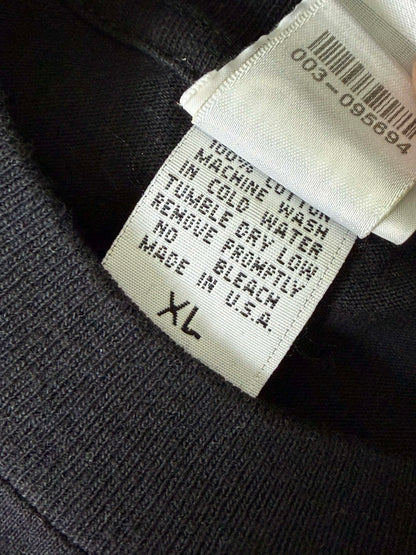 003-095694
100% COTTON
MACHINE WASH
IN COLD WATER
TUMBLE DRY LOW
REMOVE PROMPTLY
NO BLEACH
MADE IN U.S.A.
XL